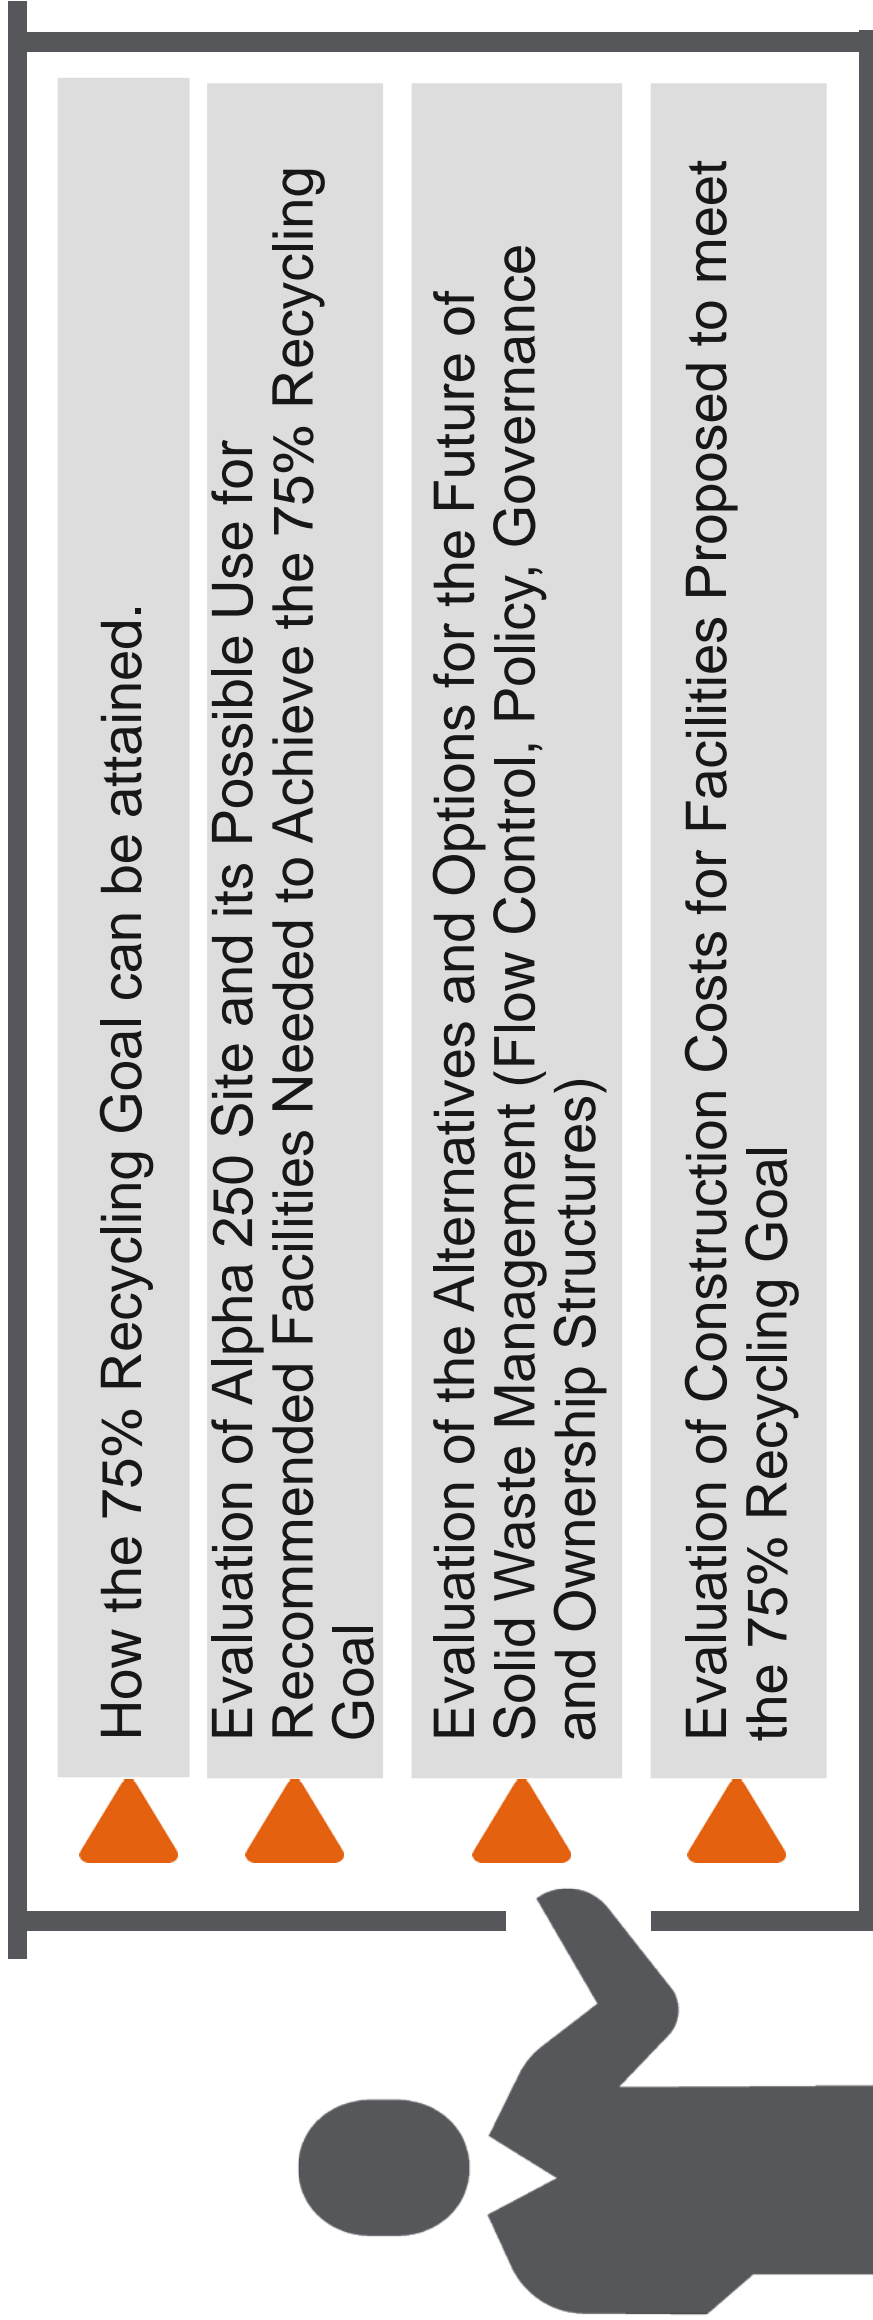 How the 75% Recycling Goal can be attained.
Evaluation of Alpha 250 Site and its Possible Use for
Recommended Facilities Needed to Achieve the 75% Recycling
Goal
Evaluation of the Alternatives and Options for the Future of
Solid Waste Management (Flow Control, Policy, Governance
and Ownership Structures)
Evaluation of Construction Costs for Facilities Proposed to meet
the 75% Recycling Goal